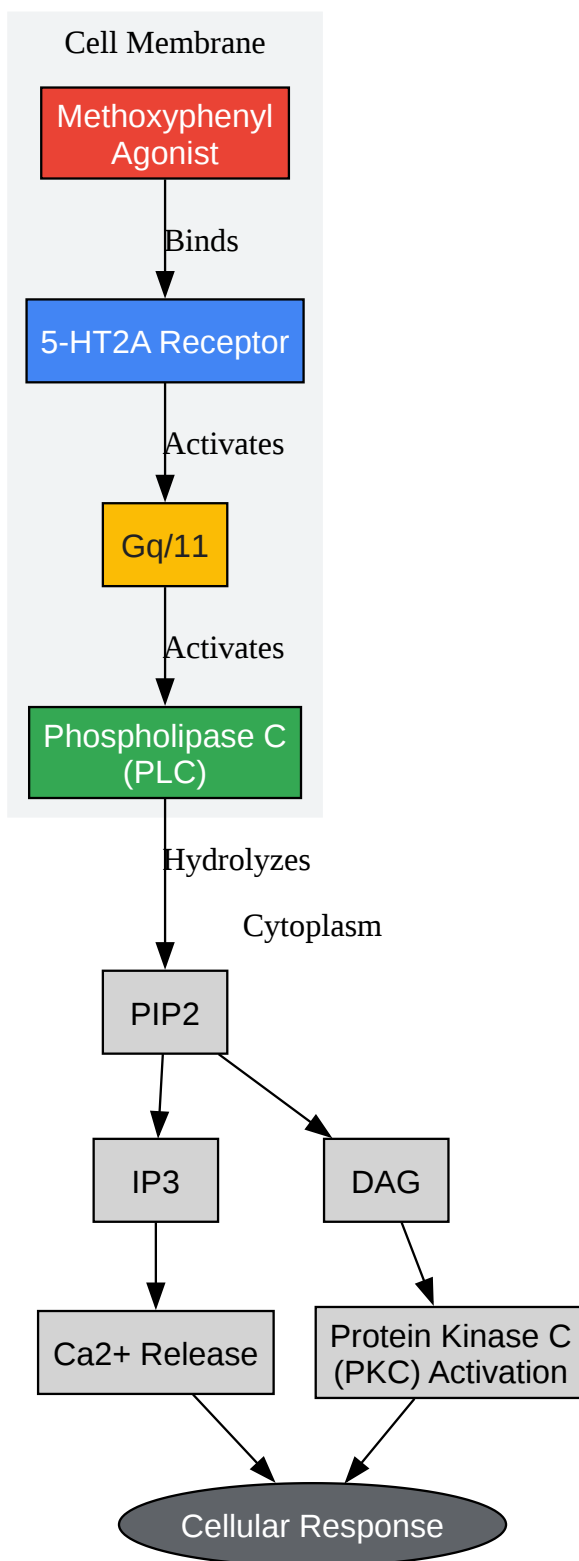 Cell Membrane
Methoxyphenyl
Agonist
Binds
5-HT2A Receptor
Activates
Gq/11
Activates
Phospholipase C
(PLC)
Hydrolyzes
Cytoplasm
PIP2
IP3
DAG
Ca2+ Release
Protein Kinase C
(PKC) Activation
Cellular Response